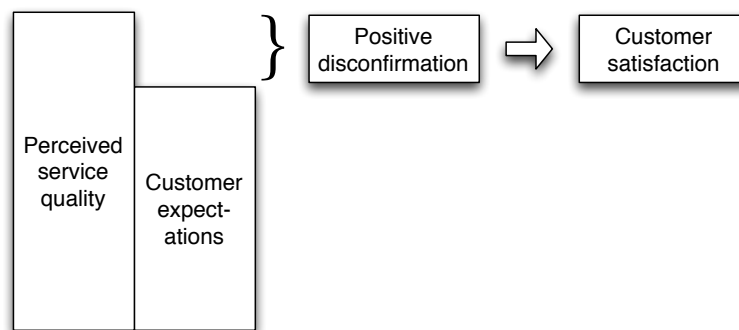 Positive
disconfirmation
Customer
satisfaction
Perceived
service
quality
Customer
expect-
ations